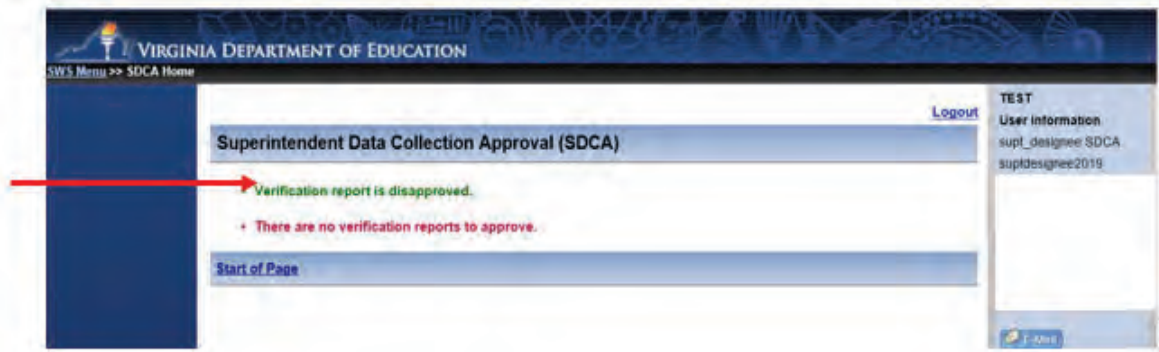 VIRGINIA DEPARTMENT OF EDUCATION
SWS Menu >> SDCA Home
Logout
Superintendent Data Collection Approval (SDCA)
Verification report is disapproved.
• There are no verification reports to approve.
Start of Page
TEST
User Information
supt_designee SDCA
suptdesignee2019
E-Mail